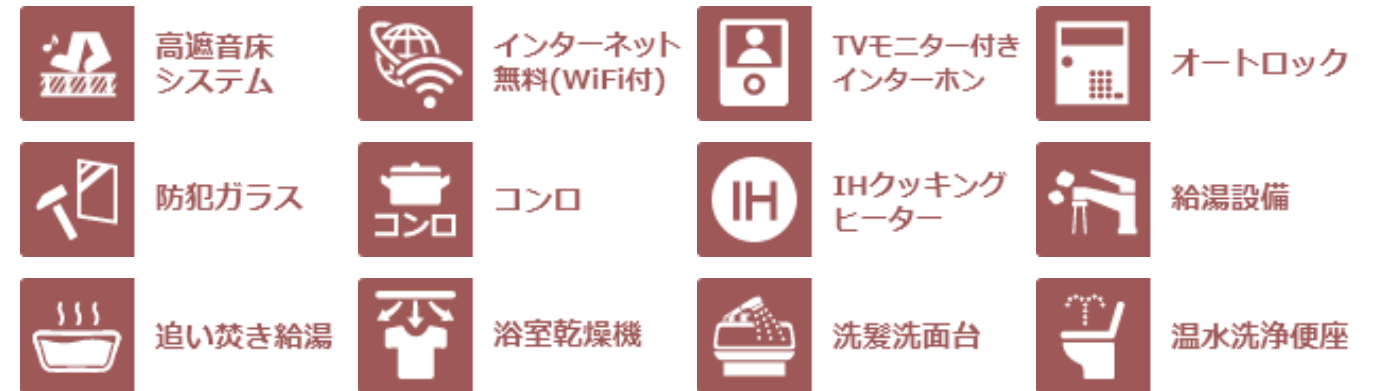 高遮音床
システム
インターネット
無料(WiFi付)
TVモニター付き
インターホン
オートロック
防犯ガラス
コンロ
コンロ
IH
IHクッキング
ヒーター
給湯設備
追い焚き給湯
浴室乾燥機
洗髪洗面台
温水洗浄便座